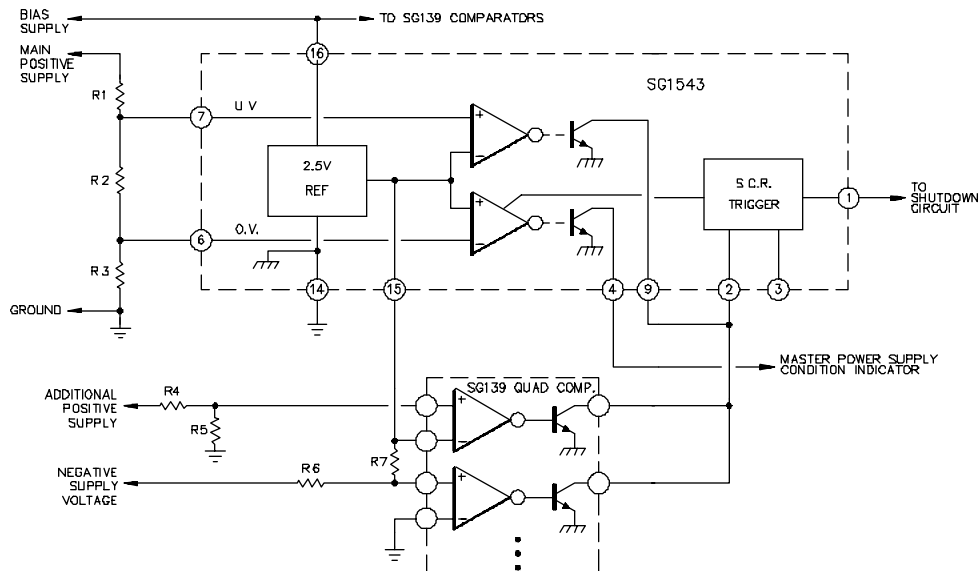 BIAS
SUPPLY
TO SG139 COMPARATORS
MAIN
POSITIVE
SUPPLY
16
SG1543
R1
7
U V
+
−
2.5V
REF
R2
S.C.R.
TRIGGER
1
TO
SHUTDOWN
CIRCUIT
+
−
6
O.V.
R3
14
15
4
9
2
3
GROUND
MASTER POWER SUPPLY
CONDITION INDICATOR
SG139 QUAD COMP.
ADDITIONAL
POSITIVE
SUPPLY
R4
R5
+
−
R7
NEGATIVE
SUPPLY
VOLTAGE
R6
+
−